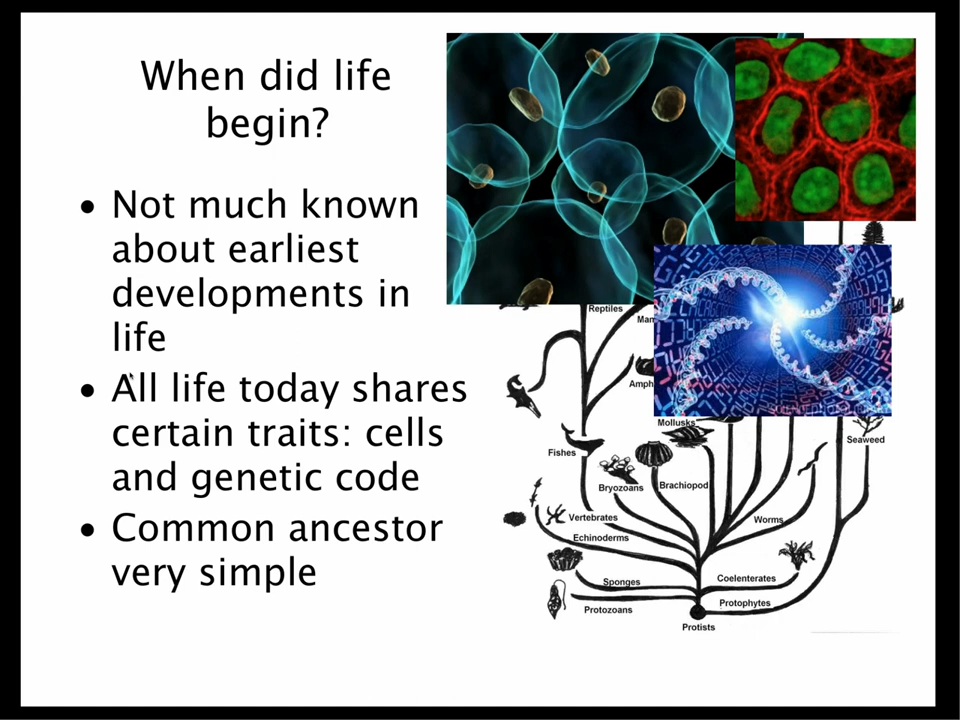 When did life
begin?
• Not much known
about earliest
developments in
life
• All life today shares
certain traits: cells
and genetic code
• Common ancestor
very simple
Reptiles
Mollusks
Seaweed
Fishes
Bryozoans
Brachiopod
Vertebrates
Worms
Echinoderms
Sponges
Coelenterates
Protozoans
Protophytes
Protists